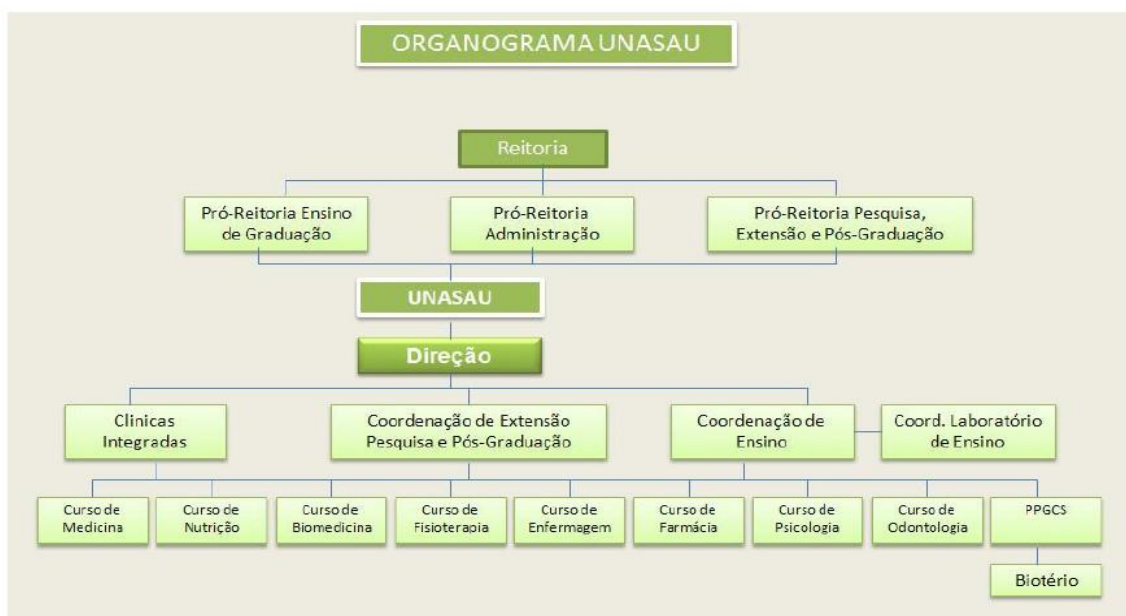 ORGANOGRAMA UNASAU
Reitoria
Pró-Reitoria Ensino
de Graduação
Pró-Reitoria
Administração
Pró-Reitoria Pesquisa,
Extensão e Pós-Graduação
UNASAU
Direção
Clinicas
Integradas
Coordenação de Extensão
Pesquisa e Pós-Graduação
Coordenação de
Ensino
Coord. Laboratório
de Ensino
Curso de
Medicina
Curso de
Nutrição
Curso de
Biomedicina
Curso de
Fisioterapia
Curso de
Enfermagem
Curso de
Farmácia
Curso de
Psicologia
Curso de
Odontologia
PPGCS
Biotério